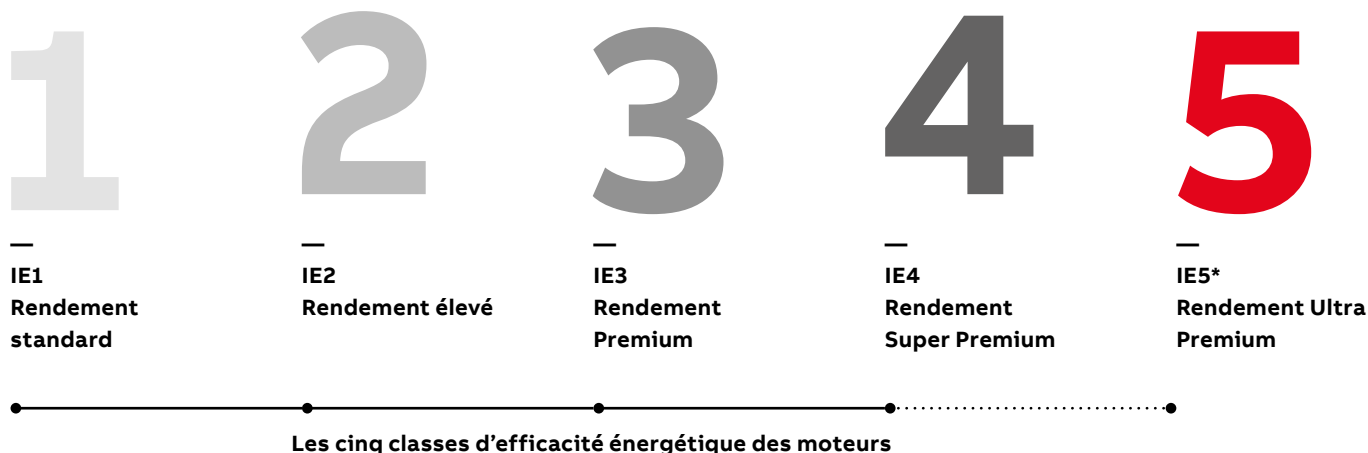 1
2
3
4
5
IE1
Rendement
standard
IE2
Rendement élevé
IE3
Rendement
Premium
IE4
Rendement
Super Premium
IE5*
Rendement Ultra
Premium
Les cinq classes d’efficacité énergétique des moteurs